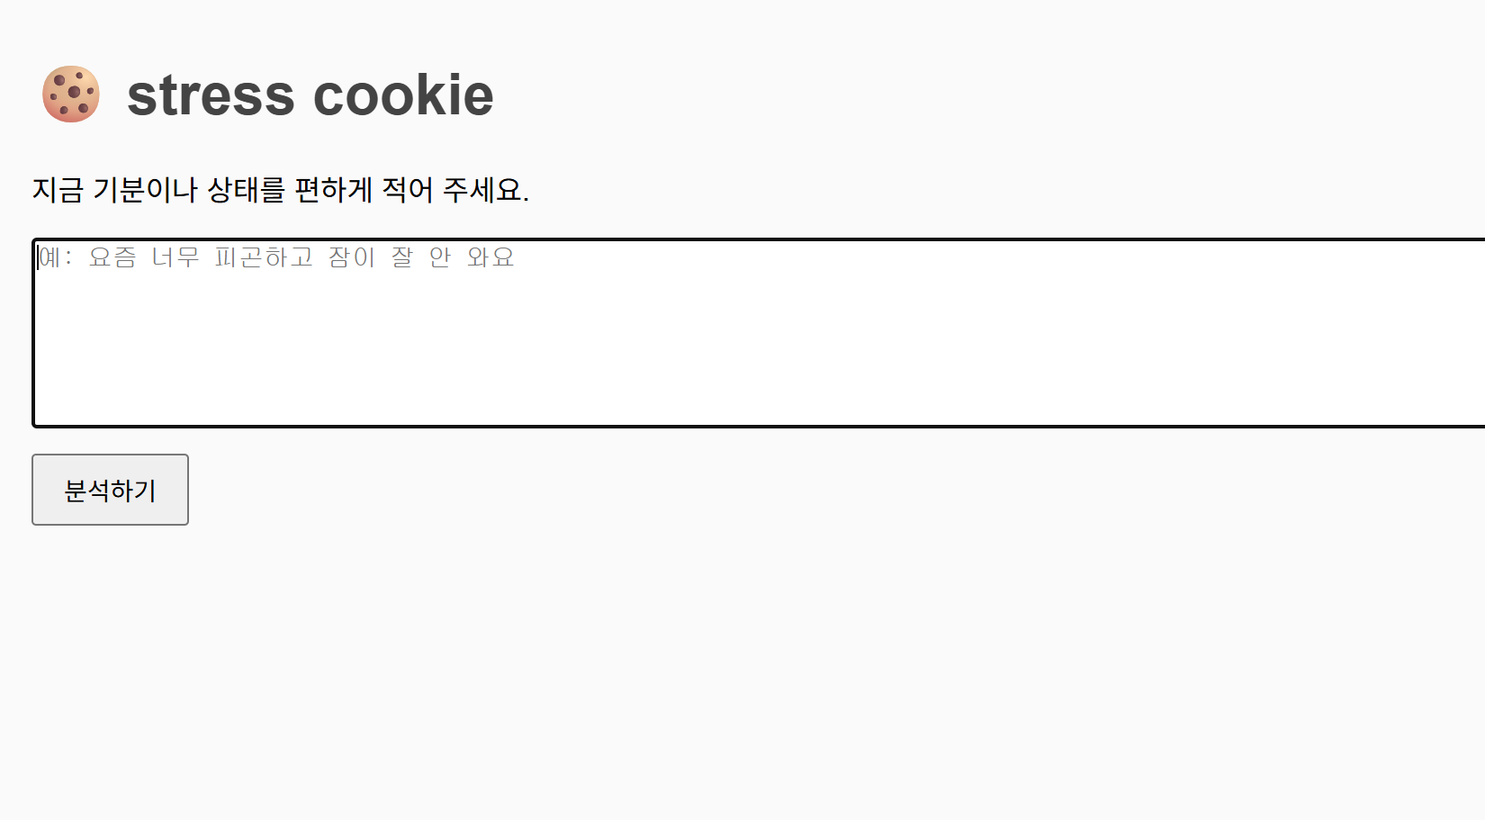 stress cookie
지금 기분이나 상태를 편하게 적어 주세요.
예: 요즘 너무 피곤하고 잠이 잘 안 와요
분석하기